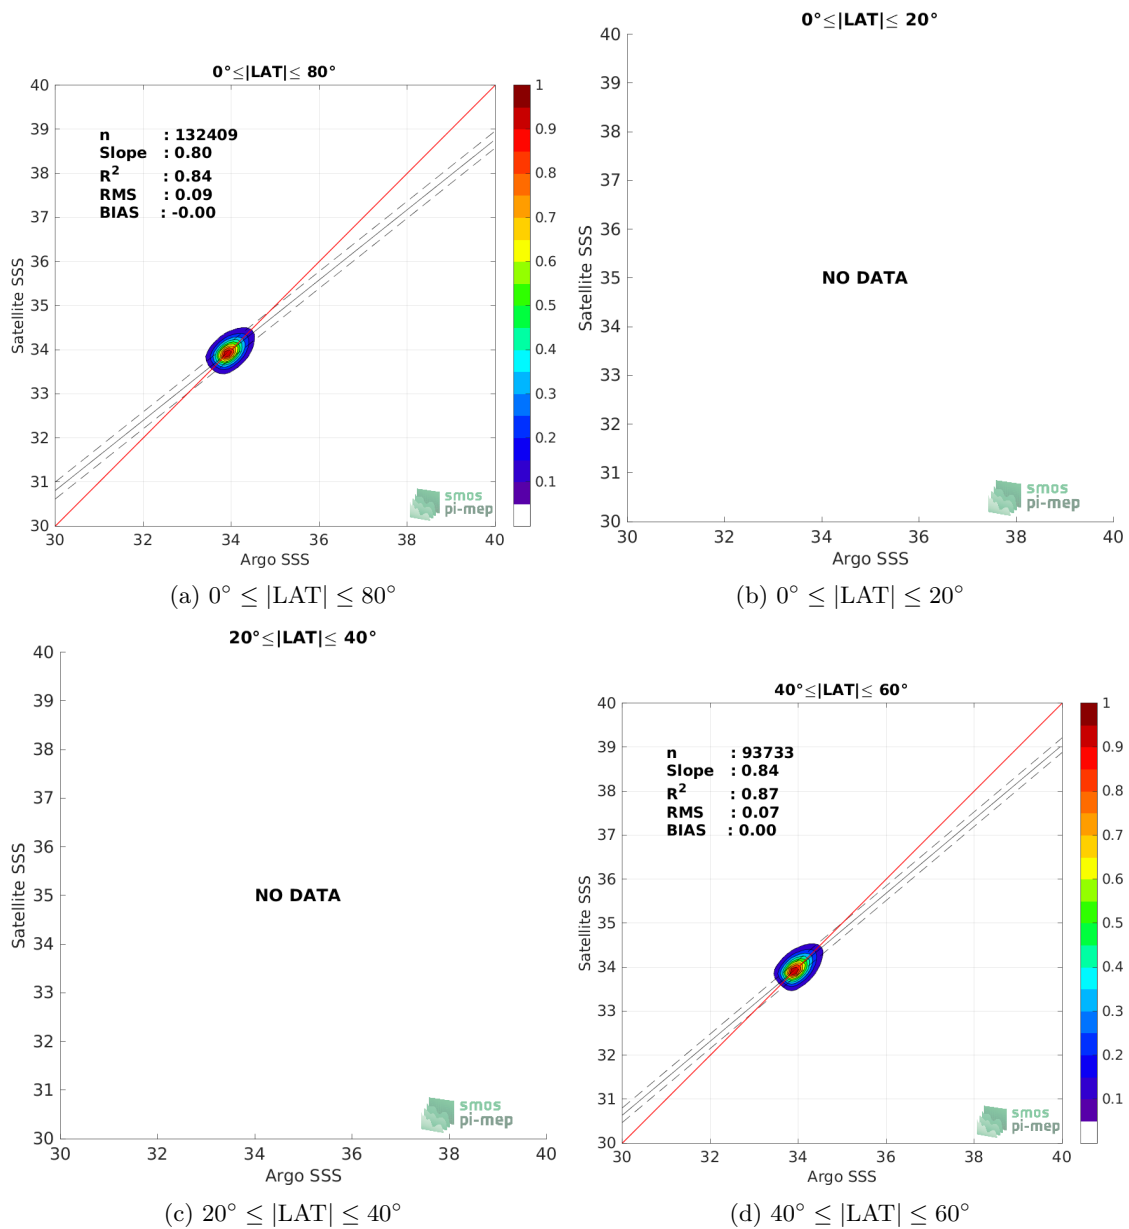 0°≤|LAT|≤ 80°
40
39
38
37
36
35
34
33
32
31
30
n : 132409
Slope : 0.80
R² : 0.84
RMS : 0.09
BIAS : -0.00
Satellite SSS
30 32 34 36 38 40
Argo SSS
smos
pi-mep
1
0.9
0.8
0.7
0.6
0.5
0.4
0.3
0.2
0.1
(a) 0° ≤ |LAT| ≤ 80°
0°≤|LAT|≤ 20°
40
39
38
37
36
35
34
33
32
31
30
Satellite SSS
NO DATA
smos
pi-mep
30 32 34 36 38 40
Argo SSS
(b) 0° ≤ |LAT| ≤ 20°
20°≤|LAT|≤ 40°
40
39
38
37
36
35
34
33
32
31
30
Satellite SSS
NO DATA
smos
pi-mep
30 32 34 36 38 40
Argo SSS
(c) 20° ≤ |LAT| ≤ 40°
40°≤|LAT|≤ 60°
40
39
38
37
36
35
34
33
32
31
30
n : 93733
Slope : 0.84
R² : 0.87
RMS : 0.07
BIAS : 0.00
Satellite SSS
30 32 34 36 38 40
Argo SSS
smos
pi-mep
1
0.9
0.8
0.7
0.6
0.5
0.4
0.3
0.2
0.1
(d) 40° ≤ |LAT| ≤ 60°